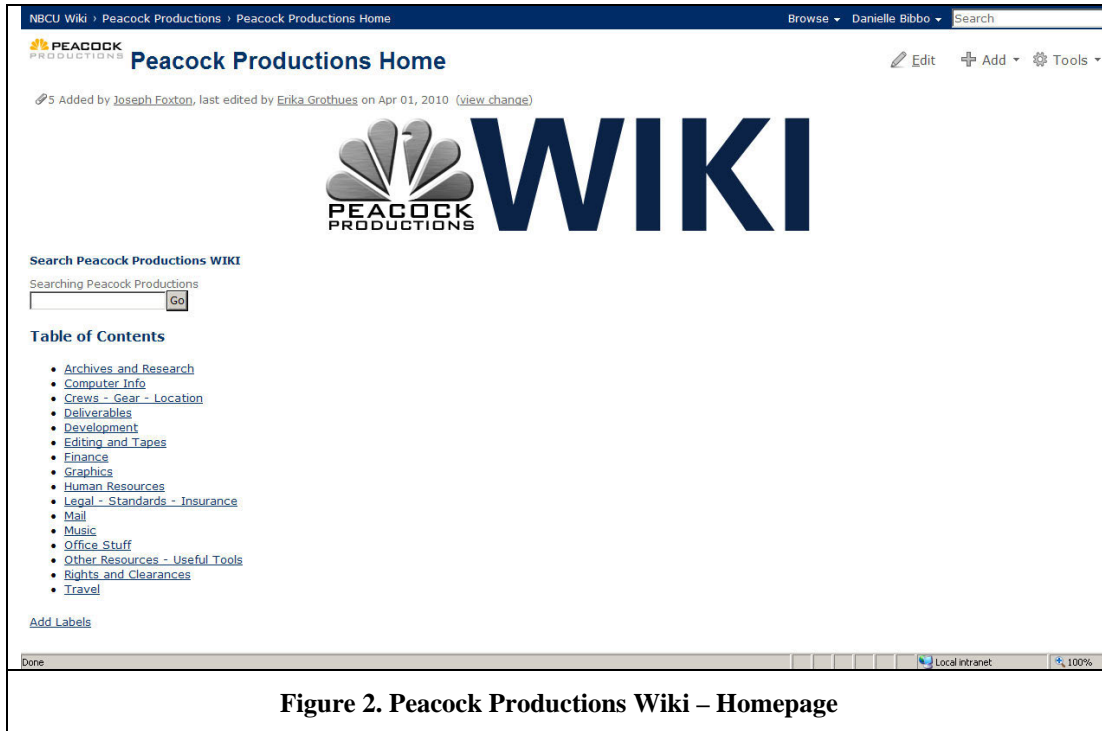 NBCU Wiki › Peacock Productions › Peacock Productions Home Browse Danielle Bibbo Search
PEACOCK
PRODUCTIONS
Peacock Productions Home
Edit Add Tools
5 Added by Joseph Foxton, last edited by Erika Grothues on Apr 01, 2010 (view change)
PEACOCK
PRODUCTIONS
WIKI
Search Peacock Productions WIKI
Searching Peacock Productions
Go
Table of Contents
• Archives and Research
• Computer Info
• Crews - Gear - Location
• Deliverables
• Development
• Editing and Tapes
• Finance
• Graphics
• Human Resources
• Legal - Standards - Insurance
• Mail
• Music
• Office Stuff
• Other Resources - Useful Tools
• Rights and Clearances
• Travel
Add Labels
Done Local intranet 100%
Figure 2. Peacock Productions Wiki – Homepage